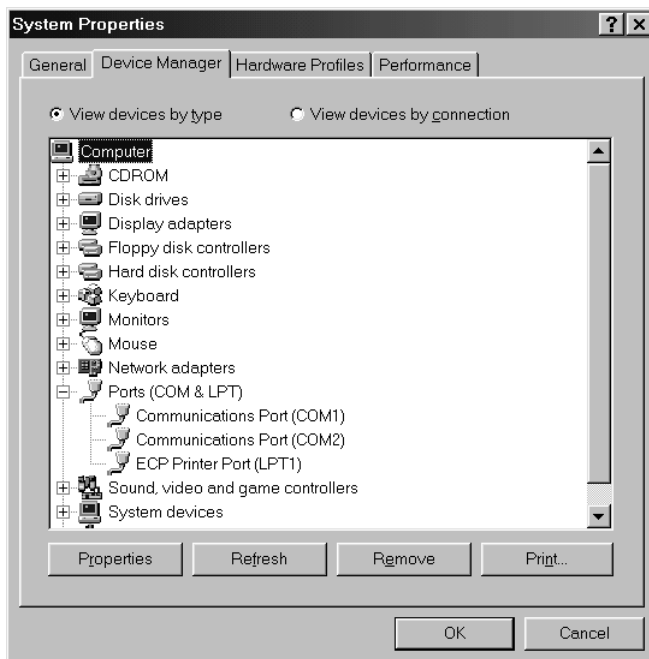 System Properties
General Device Manager Hardware Profiles Performance
View devices by type View devices by connection
Computer
CDROM
Disk drives
Display adapters
Floppy disk controllers
Hard disk controllers
Keyboard
Monitors
Mouse
Network adapters
Ports (COM & LPT)
Communications Port (COM1)
Communications Port (COM2)
ECP Printer Port (LPT1)
Sound, video and game controllers
System devices
Properties Refresh Remove Print...
OK Cancel